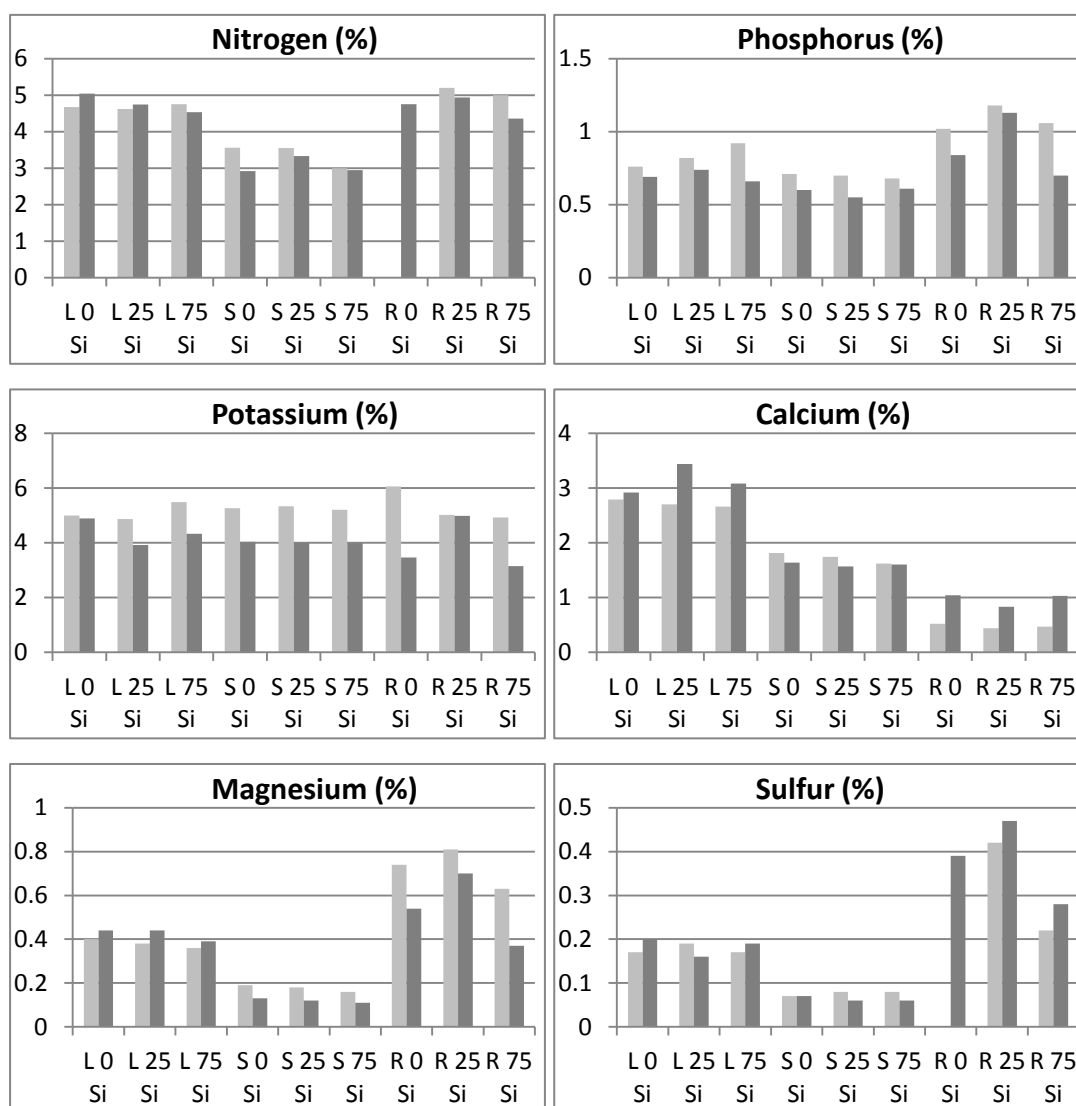 Nitrogen (%)
6
5
4
3
2
1
0
L 0 L 25 L 75 S 0 S 25 S 75 R 0 R 25 R 75
Si Si Si Si Si Si Si Si Si
Phosphorus (%)
1.5
1
0.5
0
L 0 L 25 L 75 S 0 S 25 S 75 R 0 R 25 R 75
Si Si Si Si Si Si Si Si Si
Potassium (%)
8
6
4
2
0
L 0 L 25 L 75 S 0 S 25 S 75 R 0 R 25 R 75
Si Si Si Si Si Si Si Si Si
Calcium (%)
4
3
2
1
0
L 0 L 25 L 75 S 0 S 25 S 75 R 0 R 25 R 75
Si Si Si Si Si Si Si Si Si
Magnesium (%)
1
0.8
0.6
0.4
0.2
0
L 0 L 25 L 75 S 0 S 25 S 75 R 0 R 25 R 75
Si Si Si Si Si Si Si Si Si
Sulfur (%)
0.5
0.4
0.3
0.2
0.1
0
L 0 L 25 L 75 S 0 S 25 S 75 R 0 R 25 R 75
Si Si Si Si Si Si Si Si Si